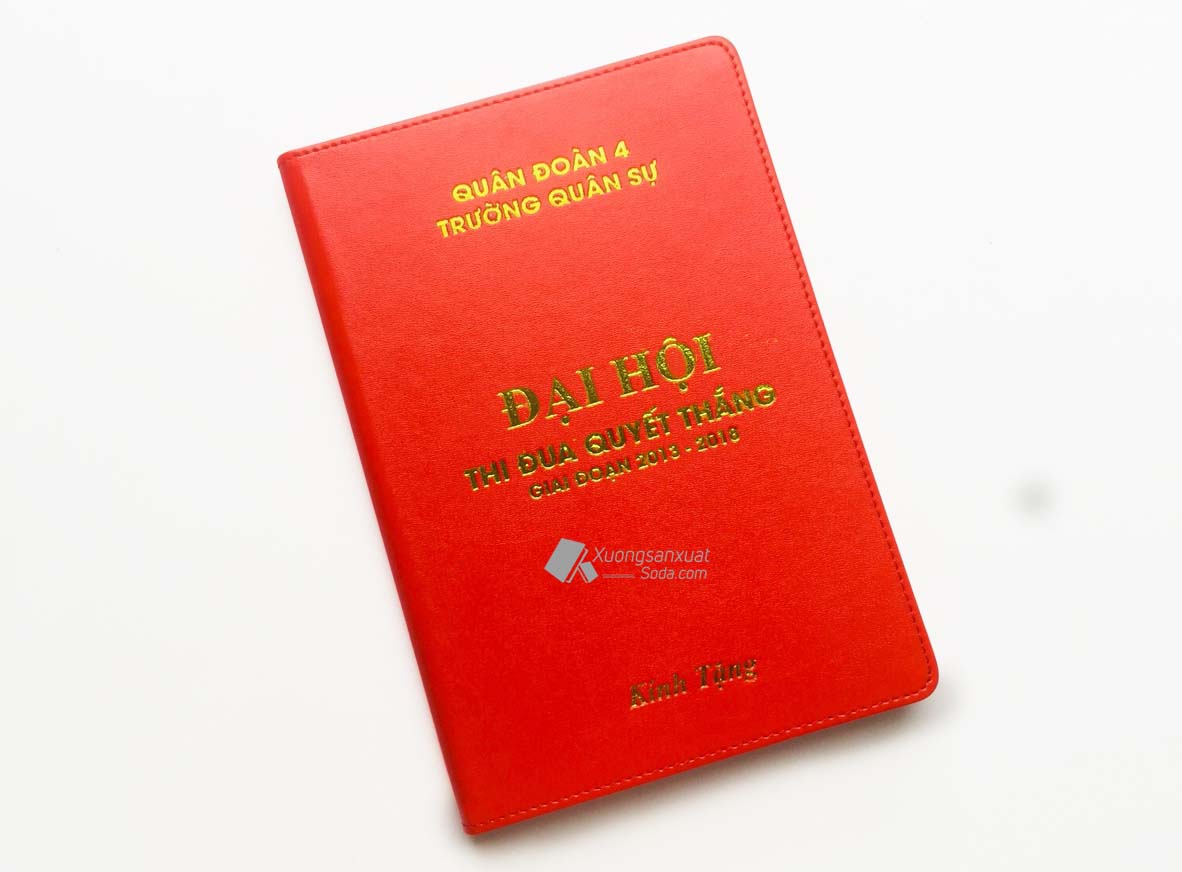 QUÂN ĐOÀN 4
TRƯỜNG QUÂN SỰ
ĐẠI HỘI
THI ĐUA QUYẾT THẮNG
GIAI ĐOẠN 2013 - 2018
Xuongsanxuat
Soda.com
Kính Tặng